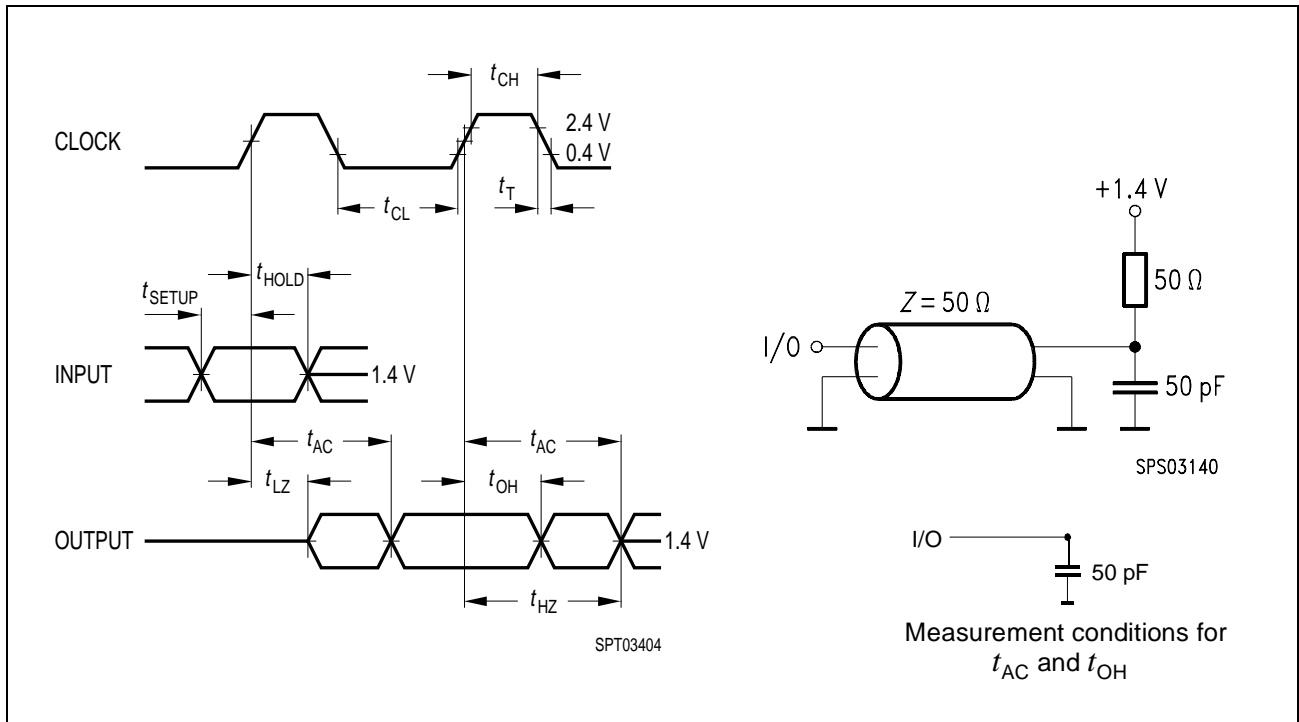 tCH
CLOCK
2.4 V
0.4 V
tCL
tT
tSETUP
tHOLD
INPUT
1.4 V
tAC
tAC
tLZ
tOH
OUTPUT
1.4 V
tHZ
SPT03404
+1.4 V
50 Ω
Z = 50 Ω
I/O
50 pF
SPS03140
I/O
50 pF
Measurement conditions for
tAC and tOH